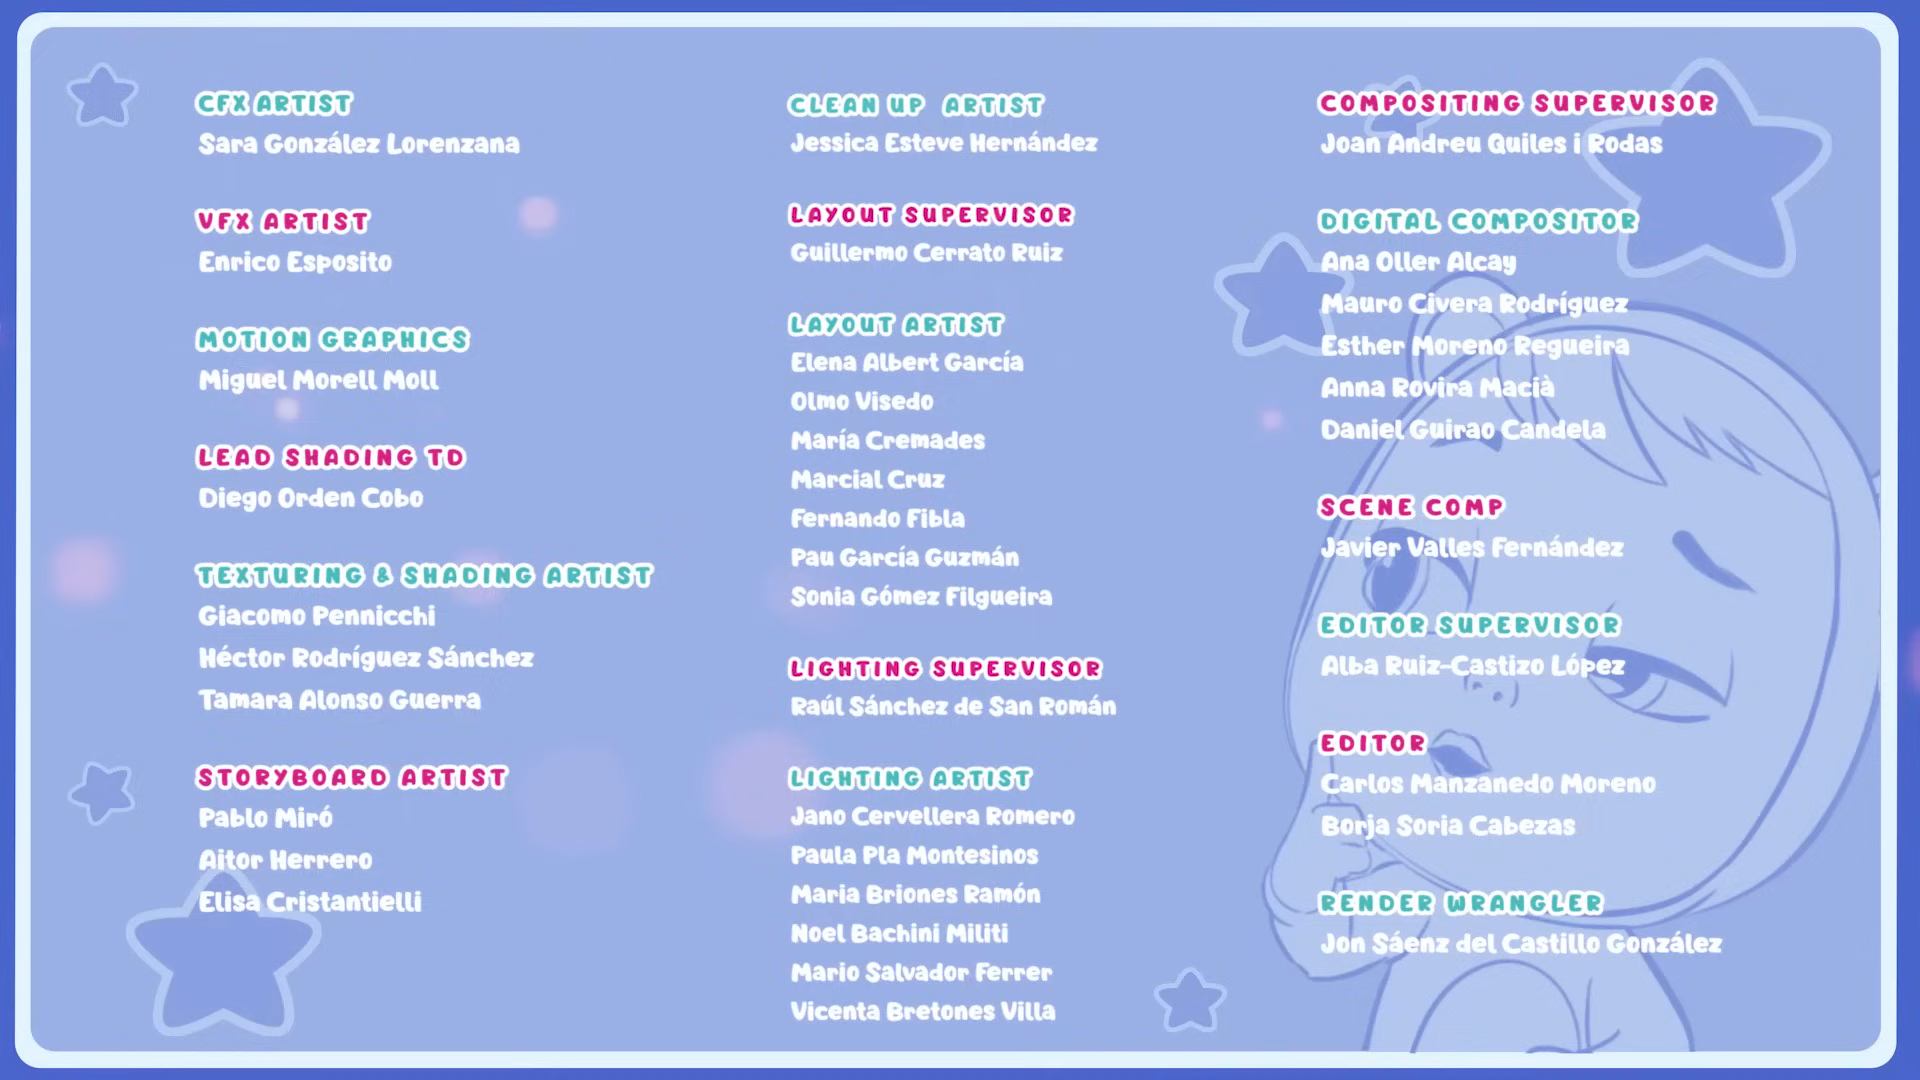 CFX ARTIST
Sara González Lorenzana
VFX ARTIST
Enrico Esposito
MOTION GRAPHICS
Miguel Morell Moll
LEAD SHADING TD
Diego Orden Cobo
TEXTURING & SHADING ARTIST
Giacomo Pennicchi
Héctor Rodríguez Sánchez
Tamara Alonso Guerra
STORYBOARD ARTIST
Pablo Miró
Aitor Herrero
Elisa Cristantielli
CLEAN UP ARTIST
Jessica Esteve Hernández
LAYOUT SUPERVISOR
Guillermo Cerrato Ruiz
LAYOUT ARTIST
Elena Albert García
Olmo Visedo
María Cremades
Marcial Cruz
Fernando Fibla
Pau García Guzmán
Sonia Gómez Filgueira
LIGHTING SUPERVISOR
Raúl Sánchez de San Román
LIGHTING ARTIST
Jano Cervellera Romero
Paula Pla Montesinos
Maria Briones Ramón
Noel Bachini Militi
Mario Salvador Ferrer
Vicenta Bretones Villa
COMPOSITING SUPERVISOR
Joan Andreu Quiles i Rodas
DIGITAL COMPOSITOR
Ana Oller Alcay
Mauro Civera Rodríguez
Esther Moreno Regueira
Anna Rovira Macià
Daniel Guirao Candela
SCENE COMP
Javier Valles Fernández
EDITOR SUPERVISOR
Alba Ruiz-Castizo López
EDITOR
Carlos Manzanedo Moreno
Borja Soria Cabezas
RENDER WRANGLER
Jon Sáenz del Castillo González